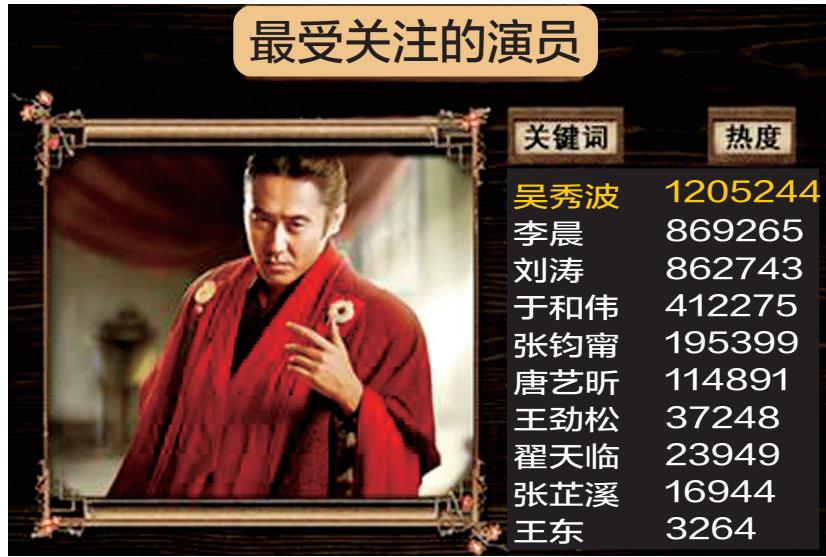 最受关注的演员
关键词 热度
吴秀波 1205244
李晨 869265
刘涛 862743
于和伟 412275
张钧甯 195399
唐艺昕 114891
王劲松 37248
翟天临 23949
张芷溪 16944
王东 3264